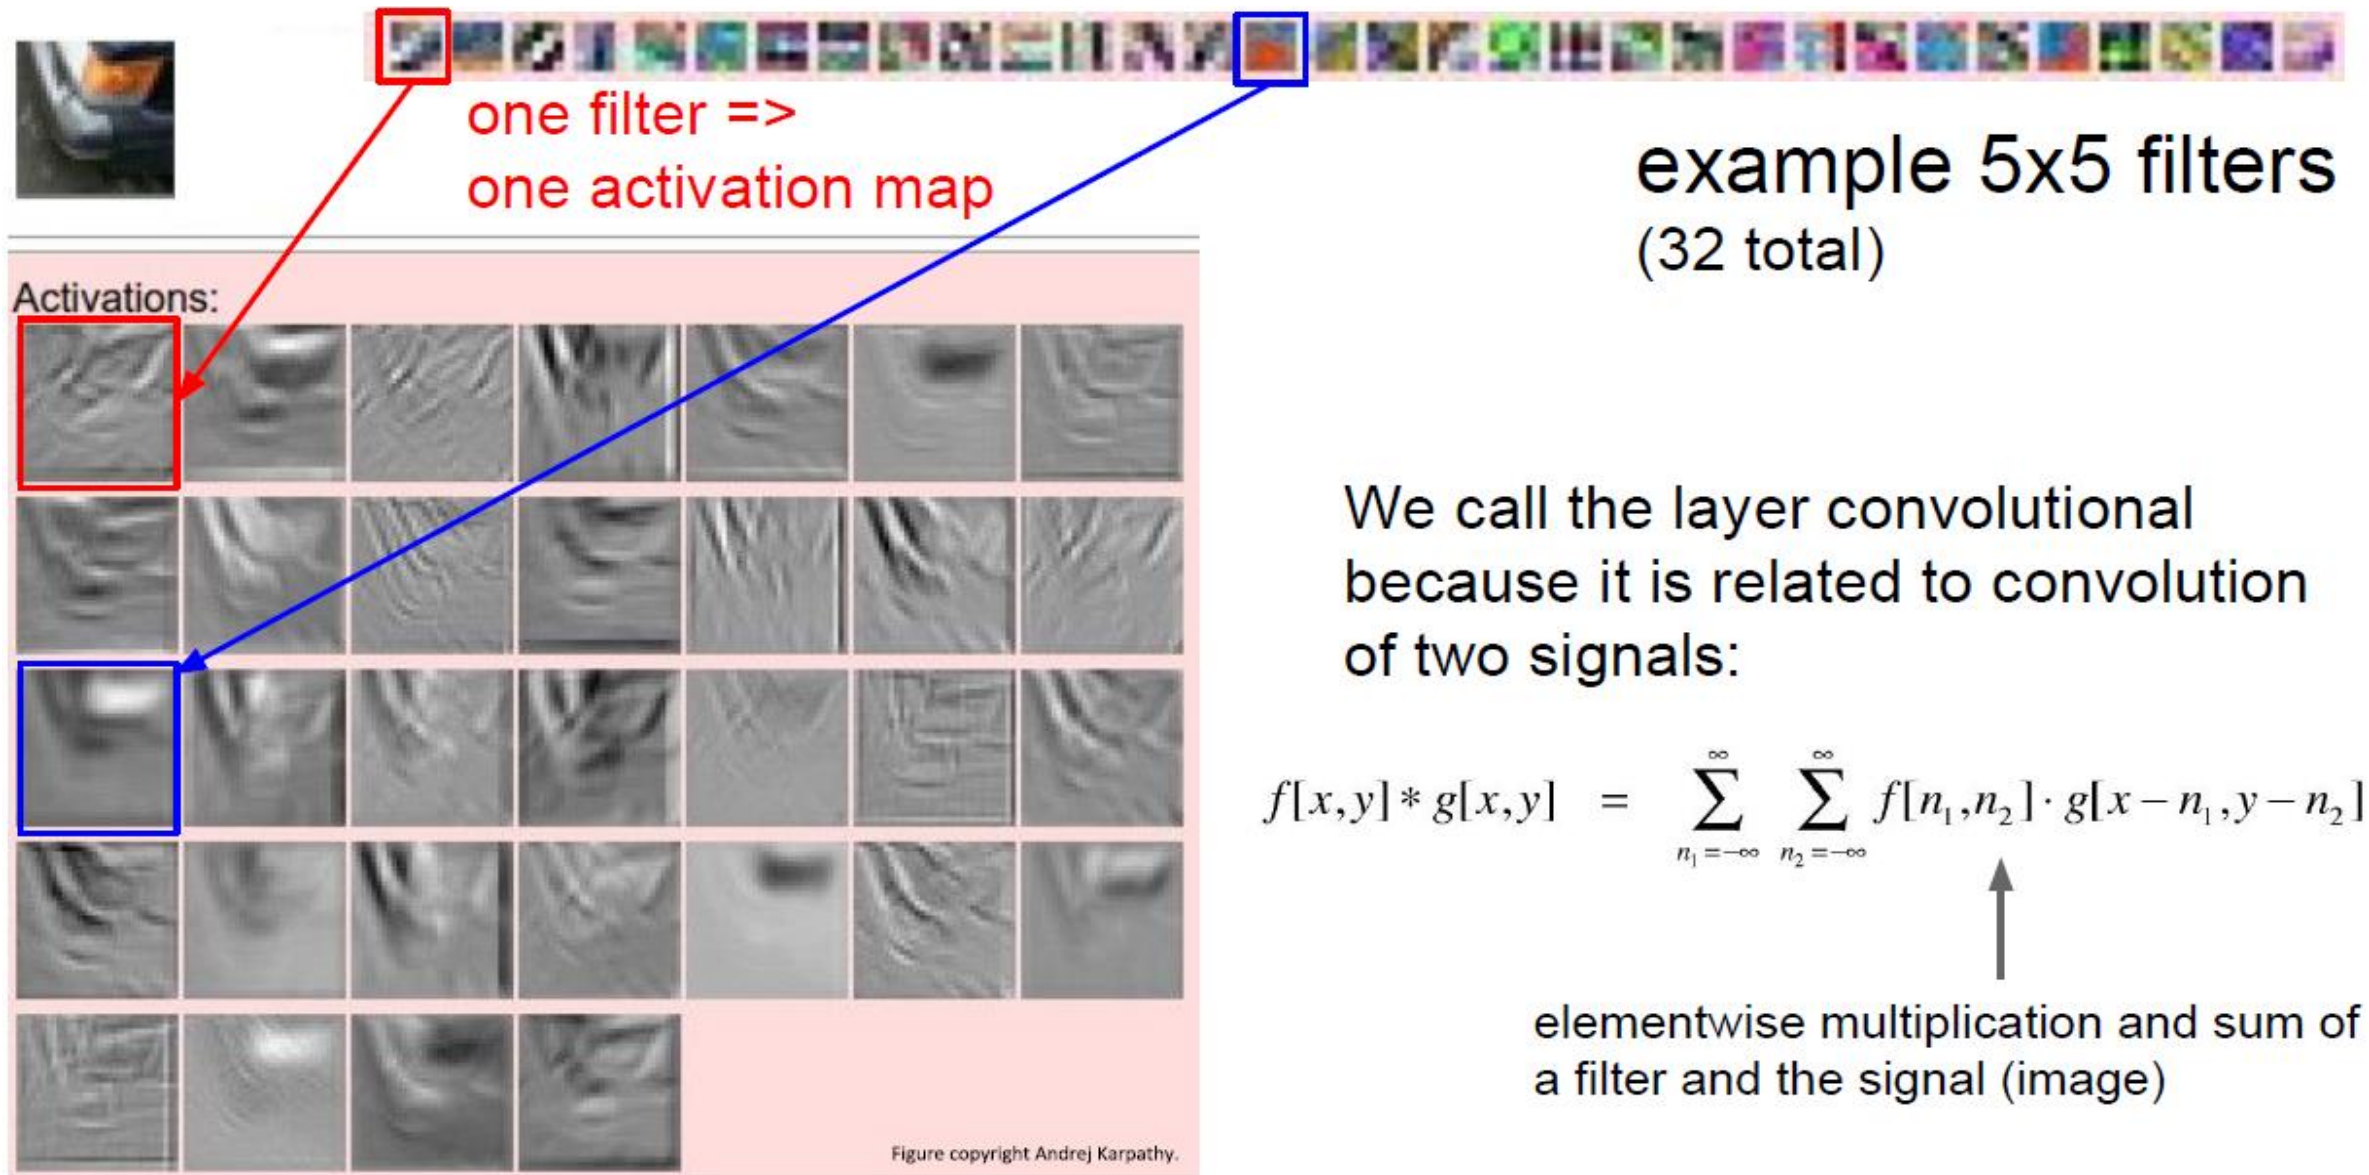 one filter =>
one activation map
example 5x5 filters
(32 total)
Activations:
We call the layer convolutional
because it is related to convolution
of two signals:
f[x,y] * g[x,y] = ∑_{n₁=-∞}^{∞} ∑_{n₂=-∞}^{∞} f[n₁,n₂] · g[x − n₁, y − n₂]
elementwise multiplication and sum of
a filter and the signal (image)
Figure copyright Andrej Karpathy.